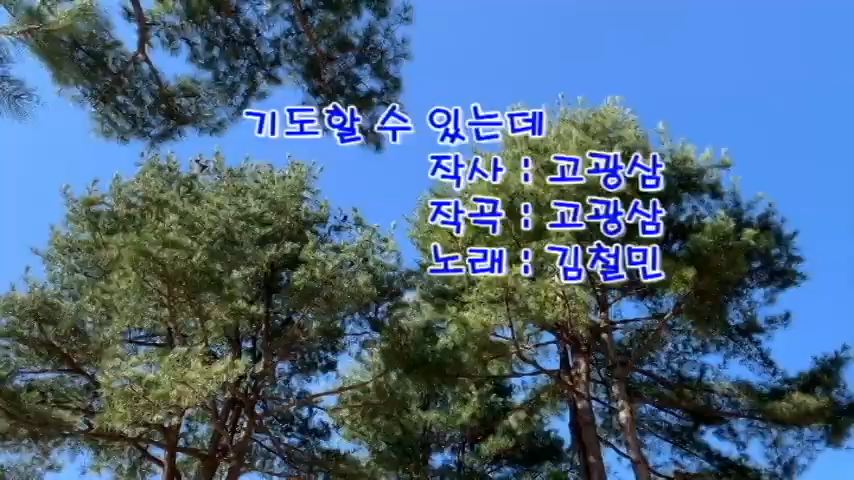 기도할 수 있는데
작사 : 고광삼
작곡 : 고광삼
노래 : 김철민